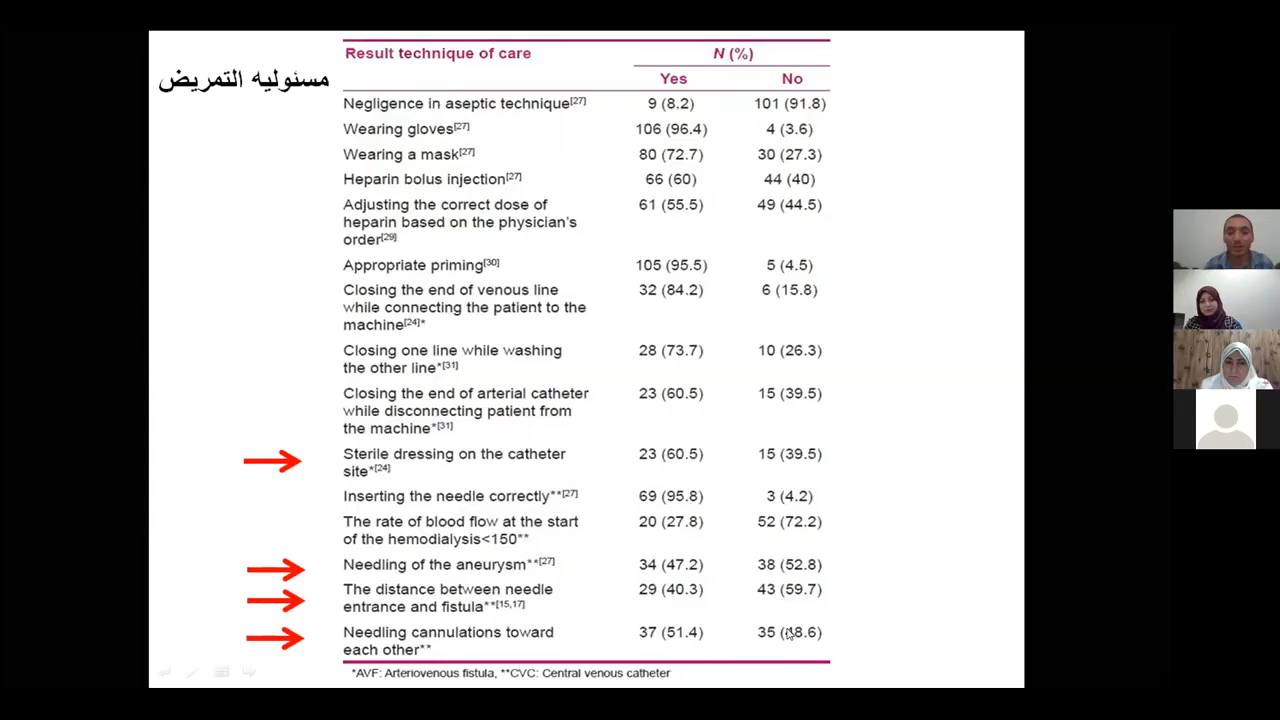 مسئوليه التمريض
Result technique of care N (%)
Yes No
Negligence in aseptic technique[27] 9 (8.2) 101 (91.8)
Wearing gloves[27] 106 (96.4) 4 (3.6)
Wearing a mask[27] 80 (72.7) 30 (27.3)
Heparin bolus injection[27] 66 (60) 44 (40)
Adjusting the correct dose of 61 (55.5) 49 (44.5)
heparin based on the physician's
order[29]
Appropriate priming[30] 105 (95.5) 5 (4.5)
Closing the end of venous line 32 (84.2) 6 (15.8)
while connecting the patient to the
machine[24]*
Closing one line while washing 28 (73.7) 10 (26.3)
the other line*[31]
Closing the end of arterial catheter 23 (60.5) 15 (39.5)
while disconnecting patient from
the machine*[31]
Sterile dressing on the catheter 23 (60.5) 15 (39.5)
site*[24]
Inserting the needle correctly**[27] 69 (95.8) 3 (4.2)
The rate of blood flow at the start 20 (27.8) 52 (72.2)
of the hemodialysis<150**
Needling of the aneurysm**[27] 34 (47.2) 38 (52.8)
The distance between needle 29 (40.3) 43 (59.7)
entrance and fistula**[15,17]
Needling cannulations toward 37 (51.4) 35 (48.6)
each other**
*AVF: Arteriovenous fistula, **CVC: Central venous catheter